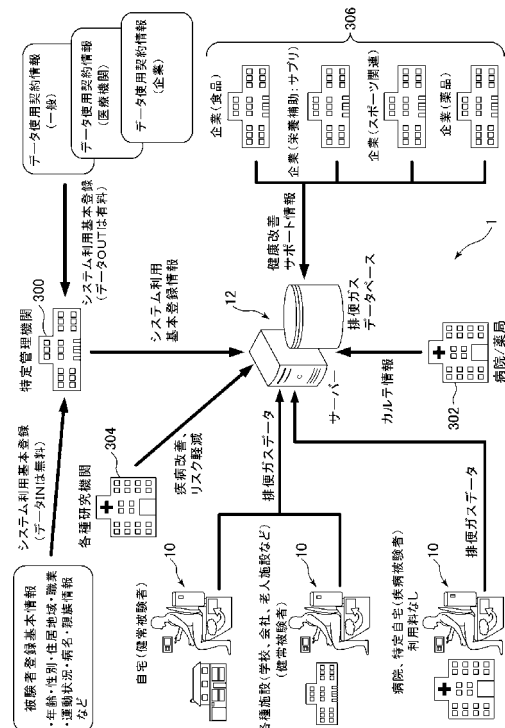 被験者登録基本情報
・年齢・性別・住居地域・職業
・運動状況・病名・親族情報
など
システム利用基本登録
(データINは無料)
特定管理機関
300
システム利用基本登録
(データOUTは有料)
データ使用契約情報
(一般)
データ使用契約情報
(医療機関)
データ使用契約情報
(企業)
各種研究機関
304
疾病改善、
リスク軽減
システム利用
基本登録情報
12
サーバー
排便ガス
データベース
健康改善
サポート情報
企業(食品)
企業(栄養補助:サプリ)
企業(スポーツ関連)
企業(薬品)
306
自宅(健常被験者)
10
各種施設(学校、会社、老人施設など)
(健常被験者)
10
排便ガスデータ
病院、特定自宅(疾病被験者)
利用料なし
10
排便ガスデータ
カルテ情報
302
病院/薬局
1